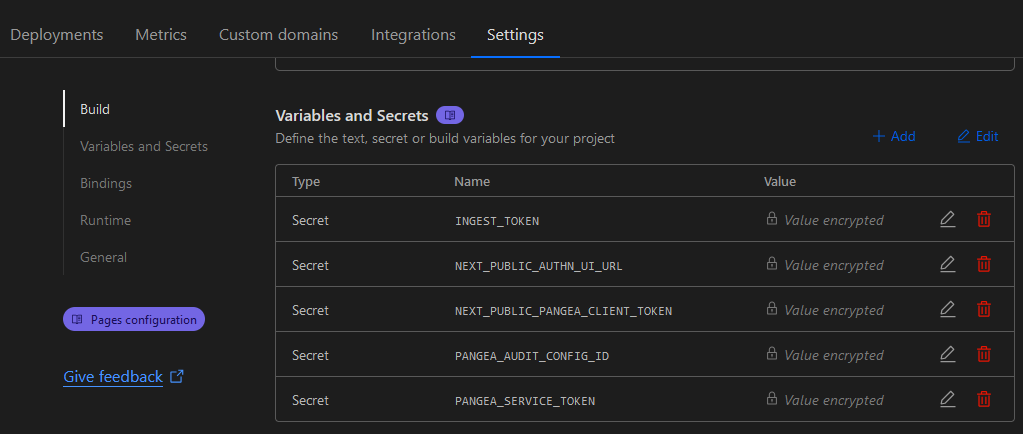 Deployments Metrics Custom domains Integrations Settings
Build
Variables and Secrets
Bindings
Runtime
General
Pages configuration
Give feedback
Variables and Secrets
Define the text, secret or build variables for your project
+ Add Edit
Type Name Value
Secret INGEST_TOKEN Value encrypted
Secret NEXT_PUBLIC_AUTHN_UI_URL Value encrypted
Secret NEXT_PUBLIC_PANGEA_CLIENT_TOKEN Value encrypted
Secret PANGEA_AUDIT_CONFIG_ID Value encrypted
Secret PANGEA_SERVICE_TOKEN Value encrypted